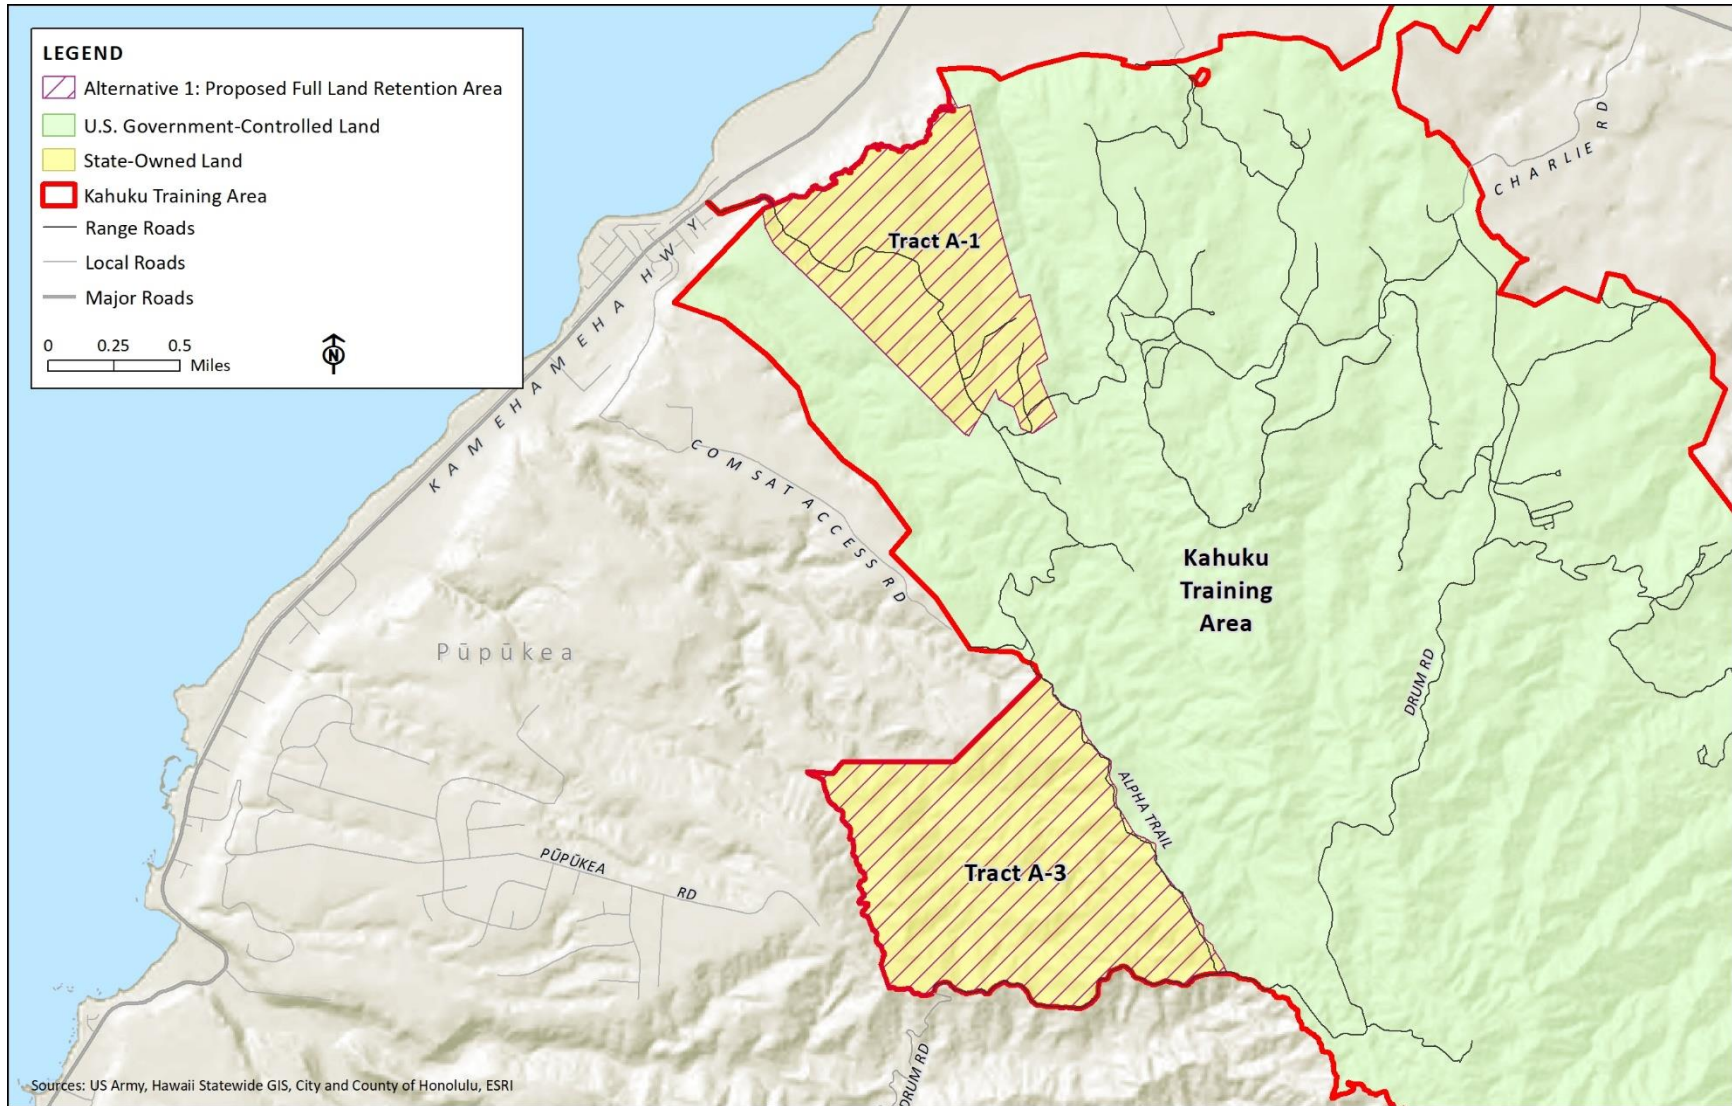 LEGEND
Alternative 1: Proposed Full Land Retention Area
U.S. Government-Controlled Land
State-Owned Land
Kahuku Training Area
Range Roads
Local Roads
Major Roads
0 0.25 0.5
Miles
N
CHARLIE RD
Tract A-1
KAMEHAMEHA HWY
COMSAT ACCESS RD
Kahuku
Training
Area
Pūpūkea
DRUM RD
ALPHA TRAIL
PŪPŪKEA RD
Tract A-3
DRUM RD
Sources: US Army, Hawaii Statewide GIS, City and County of Honolulu, ESRI